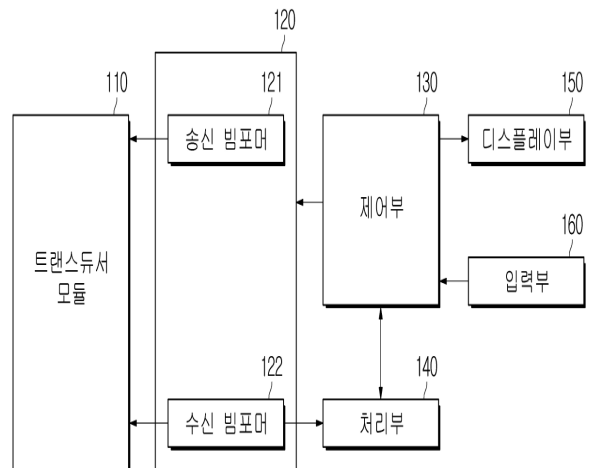 120
110
121
130
150
송신 빔포머
디스플레이부
제어부
160
트랜스듀서
모듈
입력부
122
140
수신 빔포머
처리부